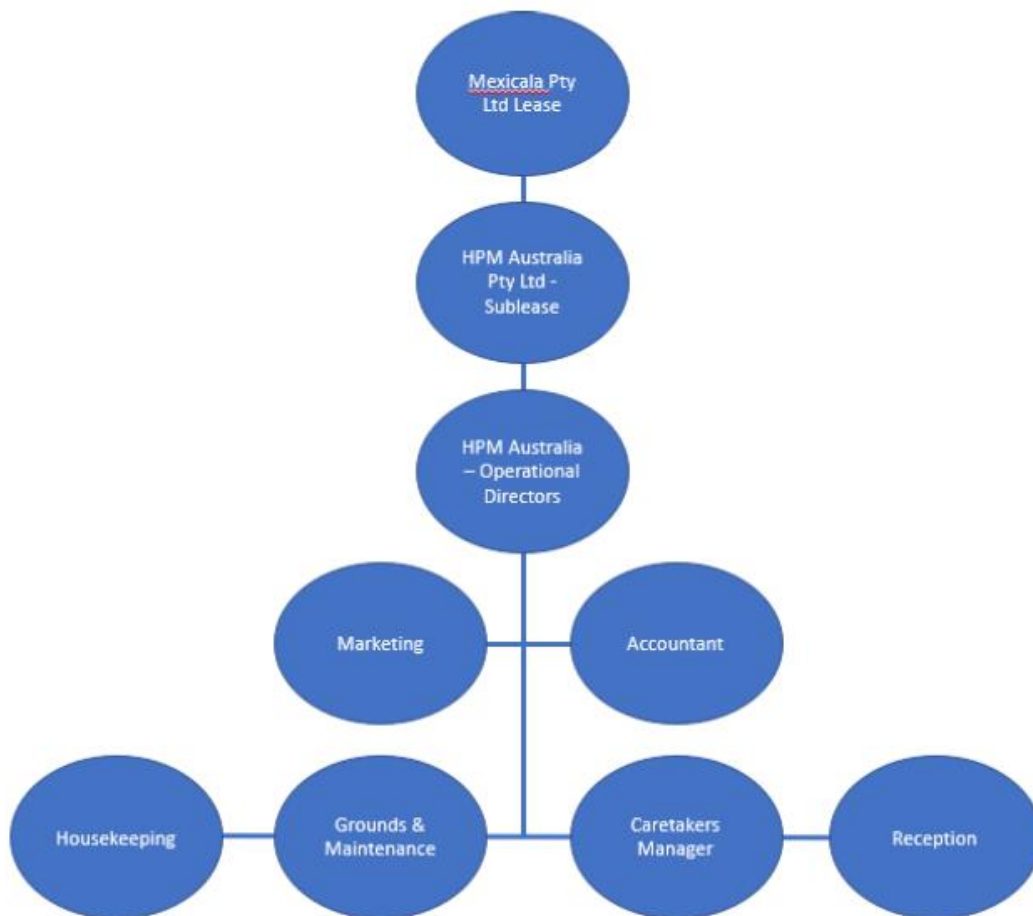 Mexicala Pty
Ltd Lease
HPM Australia
Pty Ltd -
Sublease
HPM Australia
– Operational
Directors
Marketing
Accountant
Housekeeping
Grounds &
Maintenance
Caretakers
Manager
Reception